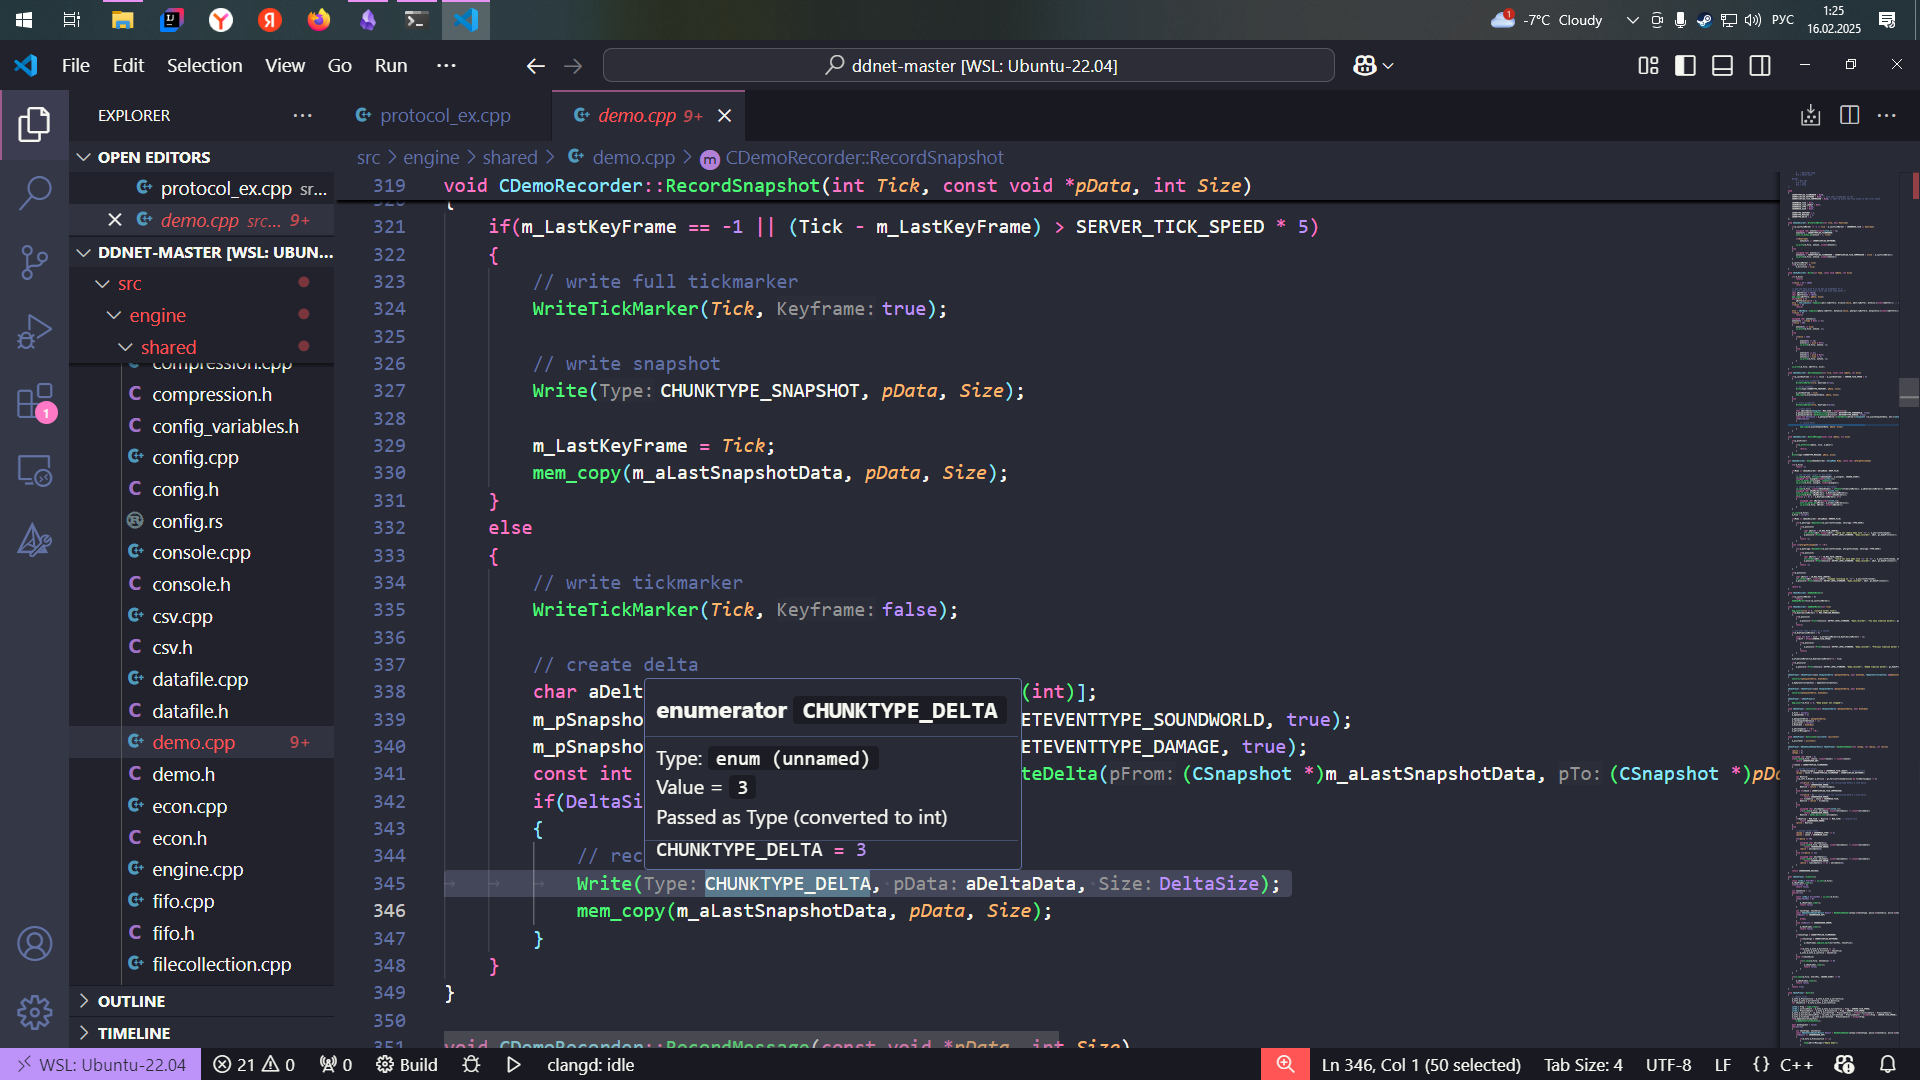 -7°C Cloudy
РУС
1:25
16.02.2025
File Edit Selection View Go Run ···
ddnet-master [WSL: Ubuntu-22.04]
EXPLORER
protocol_ex.cpp
demo.cpp 9+
OPEN EDITORS
protocol_ex.cpp sr...
demo.cpp src... 9+
DDNET-MASTER [WSL: UBUN...
src
engine
shared
compression.cpp
compression.h
config_variables.h
config.cpp
config.h
config.rs
console.cpp
console.h
csv.cpp
csv.h
datafile.cpp
datafile.h
demo.cpp 9+
demo.h
econ.cpp
econ.h
engine.cpp
fifo.cpp
fifo.h
filecollection.cpp
OUTLINE
TIMELINE
1
src > engine > shared > demo.cpp > CDemoRecorder::RecordSnapshot
319 void CDemoRecorder::RecordSnapshot(int Tick, const void *pData, int Size)
320 {
321 if(m_LastKeyFrame == -1 || (Tick - m_LastKeyFrame) > SERVER_TICK_SPEED * 5)
322 {
323 // write full tickmarker
324 WriteTickMarker(Tick, Keyframe: true);
325
326 // write snapshot
327 Write(Type: CHUNKTYPE_SNAPSHOT, pData, Size);
328
329 m_LastKeyFrame = Tick;
330 mem_copy(m_aLastSnapshotData, pData, Size);
331 }
332 else
333 {
334 // write tickmarker
335 WriteTickMarker(Tick, Keyframe: false);
336
337 // create delta
338 char aDelt (int)];
339 m_pSnapsho ETEVENTTYPE_SOUNDWORLD, true);
340 m_pSnapsho ETEVENTTYPE_DAMAGE, true);
341 const int teDelta(pFrom: (CSnapshot *)m_aLastSnapshotData, pTo: (CSnapshot *)pDa
342 if(DeltaSi
343 {
344 // rec
345 Write(Type: CHUNKTYPE_DELTA, pData: aDeltaData, Size: DeltaSize);
346 mem_copy(m_aLastSnapshotData, pData, Size);
347 }
348 }
349 }
350
351 void CDemoRecorder::RecordMessage(const void *pData, int Size)
enumerator CHUNKTYPE_DELTA
Type: enum (unnamed)
Value = 3
Passed as Type (converted to int)
CHUNKTYPE_DELTA = 3
WSL: Ubuntu-22.04 21 0 0 Build clangd: idle Ln 346, Col 1 (50 selected) Tab Size: 4 UTF-8 LF {} C++